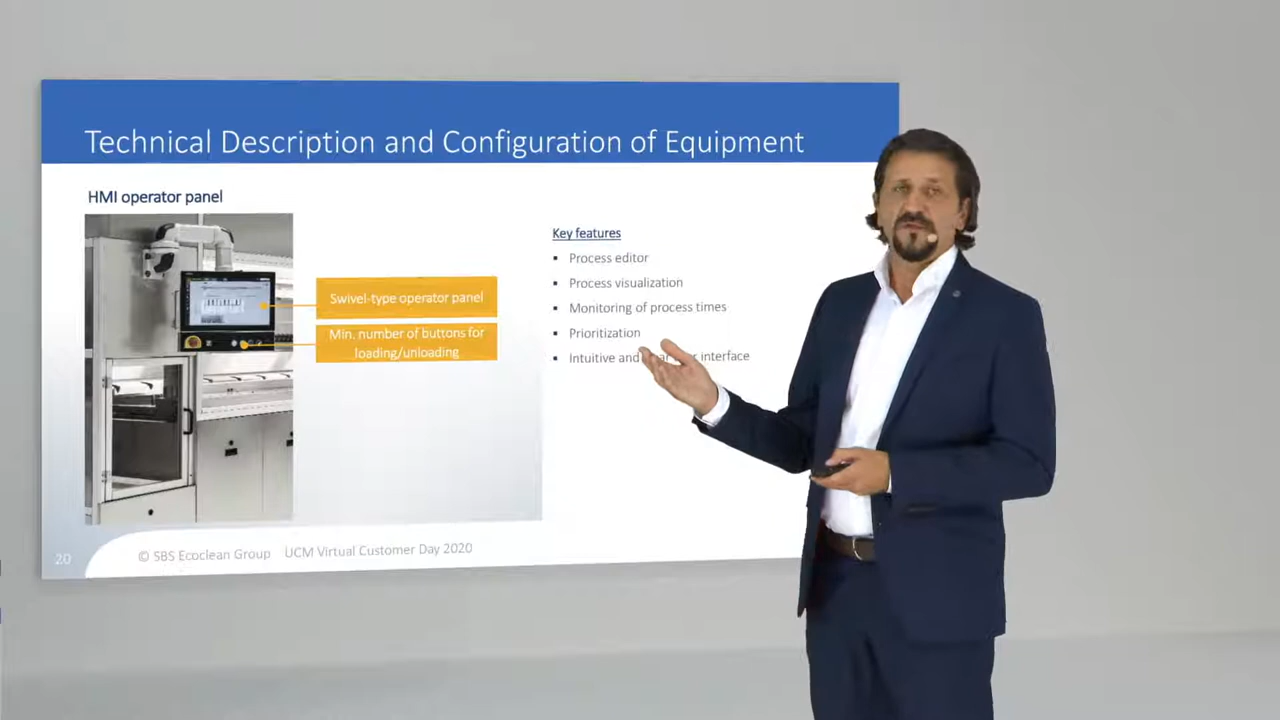 Technical Description and Configuration of Equipment
HMI operator panel
Key features
▪ Process editor
▪ Process visualization
▪ Monitoring of process times
▪ Prioritization
▪ Intuitive and interface
Swivel-type operator panel
Min. number of buttons for
loading/unloading
20
© SBS Ecoclean Group
UCM Virtual Customer Day 2020